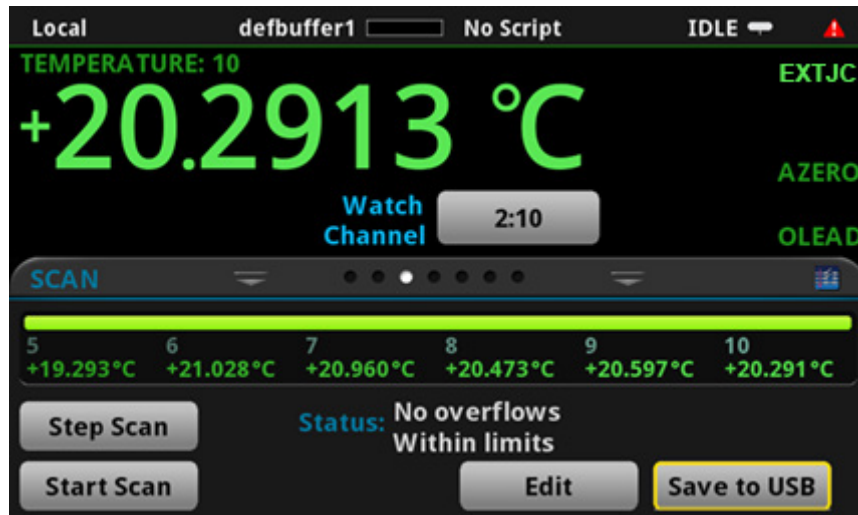 Local defbuffer1 No Script IDLE
TEMPERATURE: 10 EXTJC
+20.2913 °C
AZERO
Watch
Channel 2:10
OLEAD
SCAN
5 6 7 8 9 10
+19.293°C +21.028°C +20.960°C +20.473°C +20.597°C +20.291°C
Step Scan Status: No overflows
Within limits
Start Scan Edit Save to USB